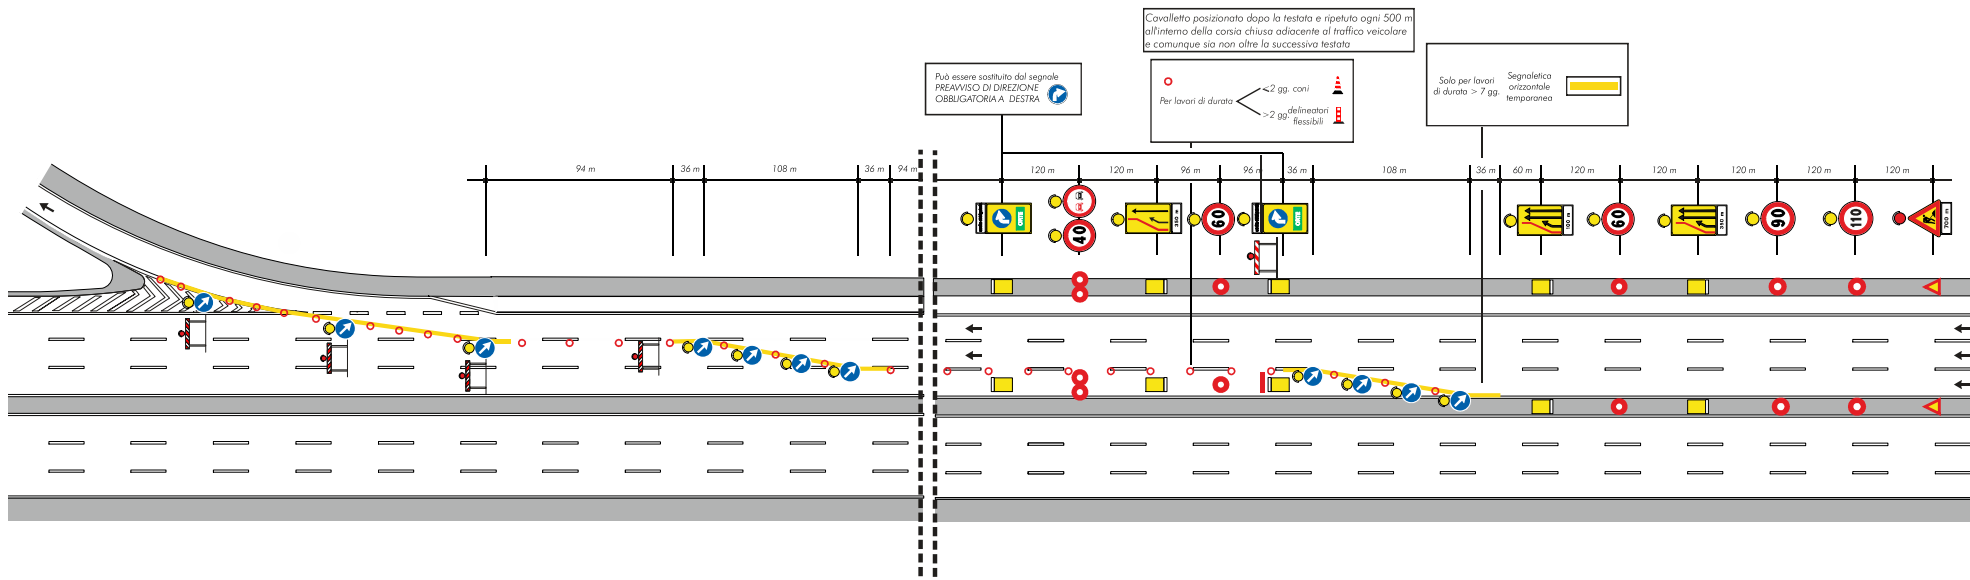 Cavalletto posizionato dopo la testata e ripetuto ogni 500 m
all'interno della corsia chiusa adiacente al traffico veicolare
e comunque sia non oltre la successiva testata
Può essere sostituito dal segnale
PREAVVISO DI DIREZIONE
OBBLIGATORIA A DESTRA
Per lavori di durata
⩽2 gg. coni
>2 gg. delineatori
flessibili
Solo per lavori
di durata > 7 gg.
Segnaletica
orizzontale
temporanea
94 m
36 m
108 m
36 m
94 m
120 m
120 m
96 m
96 m
36 m
108 m
36 m
60 m
120 m
120 m
120 m
120 m
40
350 m
60
100 m
60
350 m
90
110
700 m